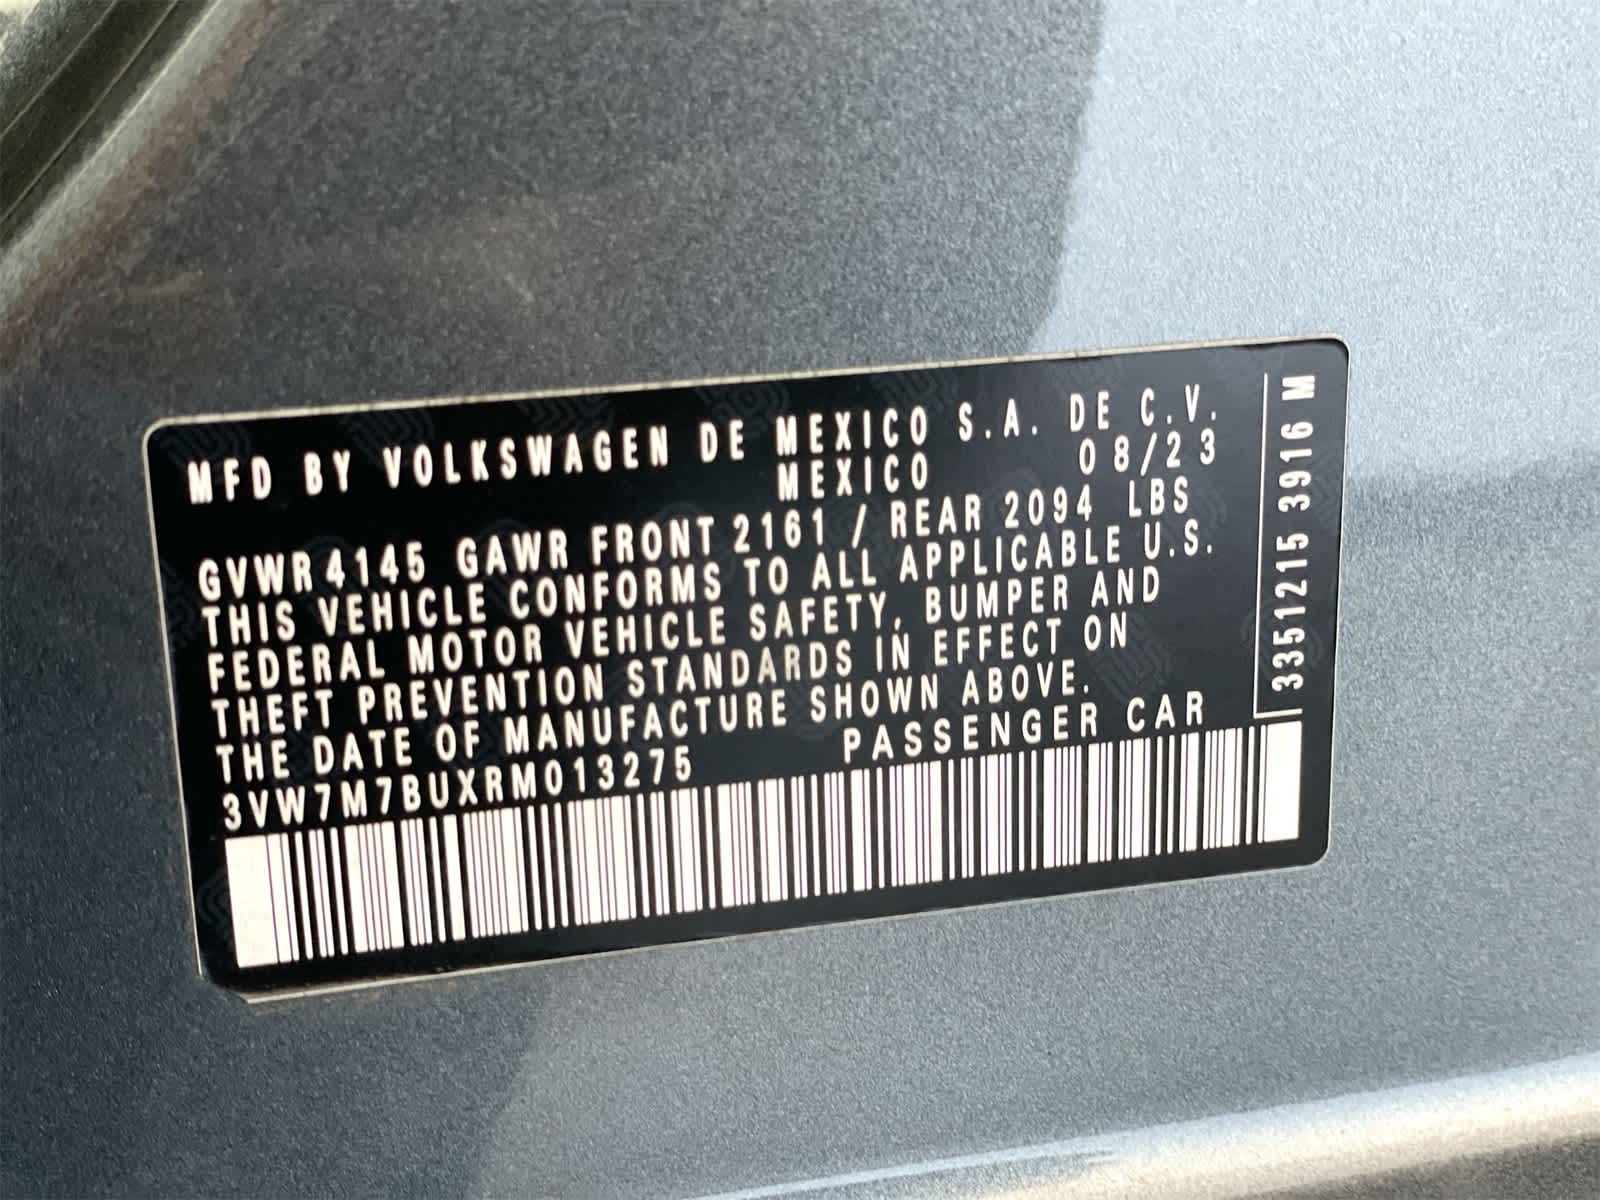 MFD BY VOLKSWAGEN DE MEXICO S.A. DE C.V.
MEXICO 08/23
GVWR 4145 GAWR FRONT 2161 / REAR 2094 LBS
THIS VEHICLE CONFORMS TO ALL APPLICABLE U.S.
FEDERAL MOTOR VEHICLE SAFETY, BUMPER AND
THEFT PREVENTION STANDARDS IN EFFECT ON
THE DATE OF MANUFACTURE SHOWN ABOVE.
3VW7M7BUXRM013275 PASSENGER CAR
3351215 3916 M